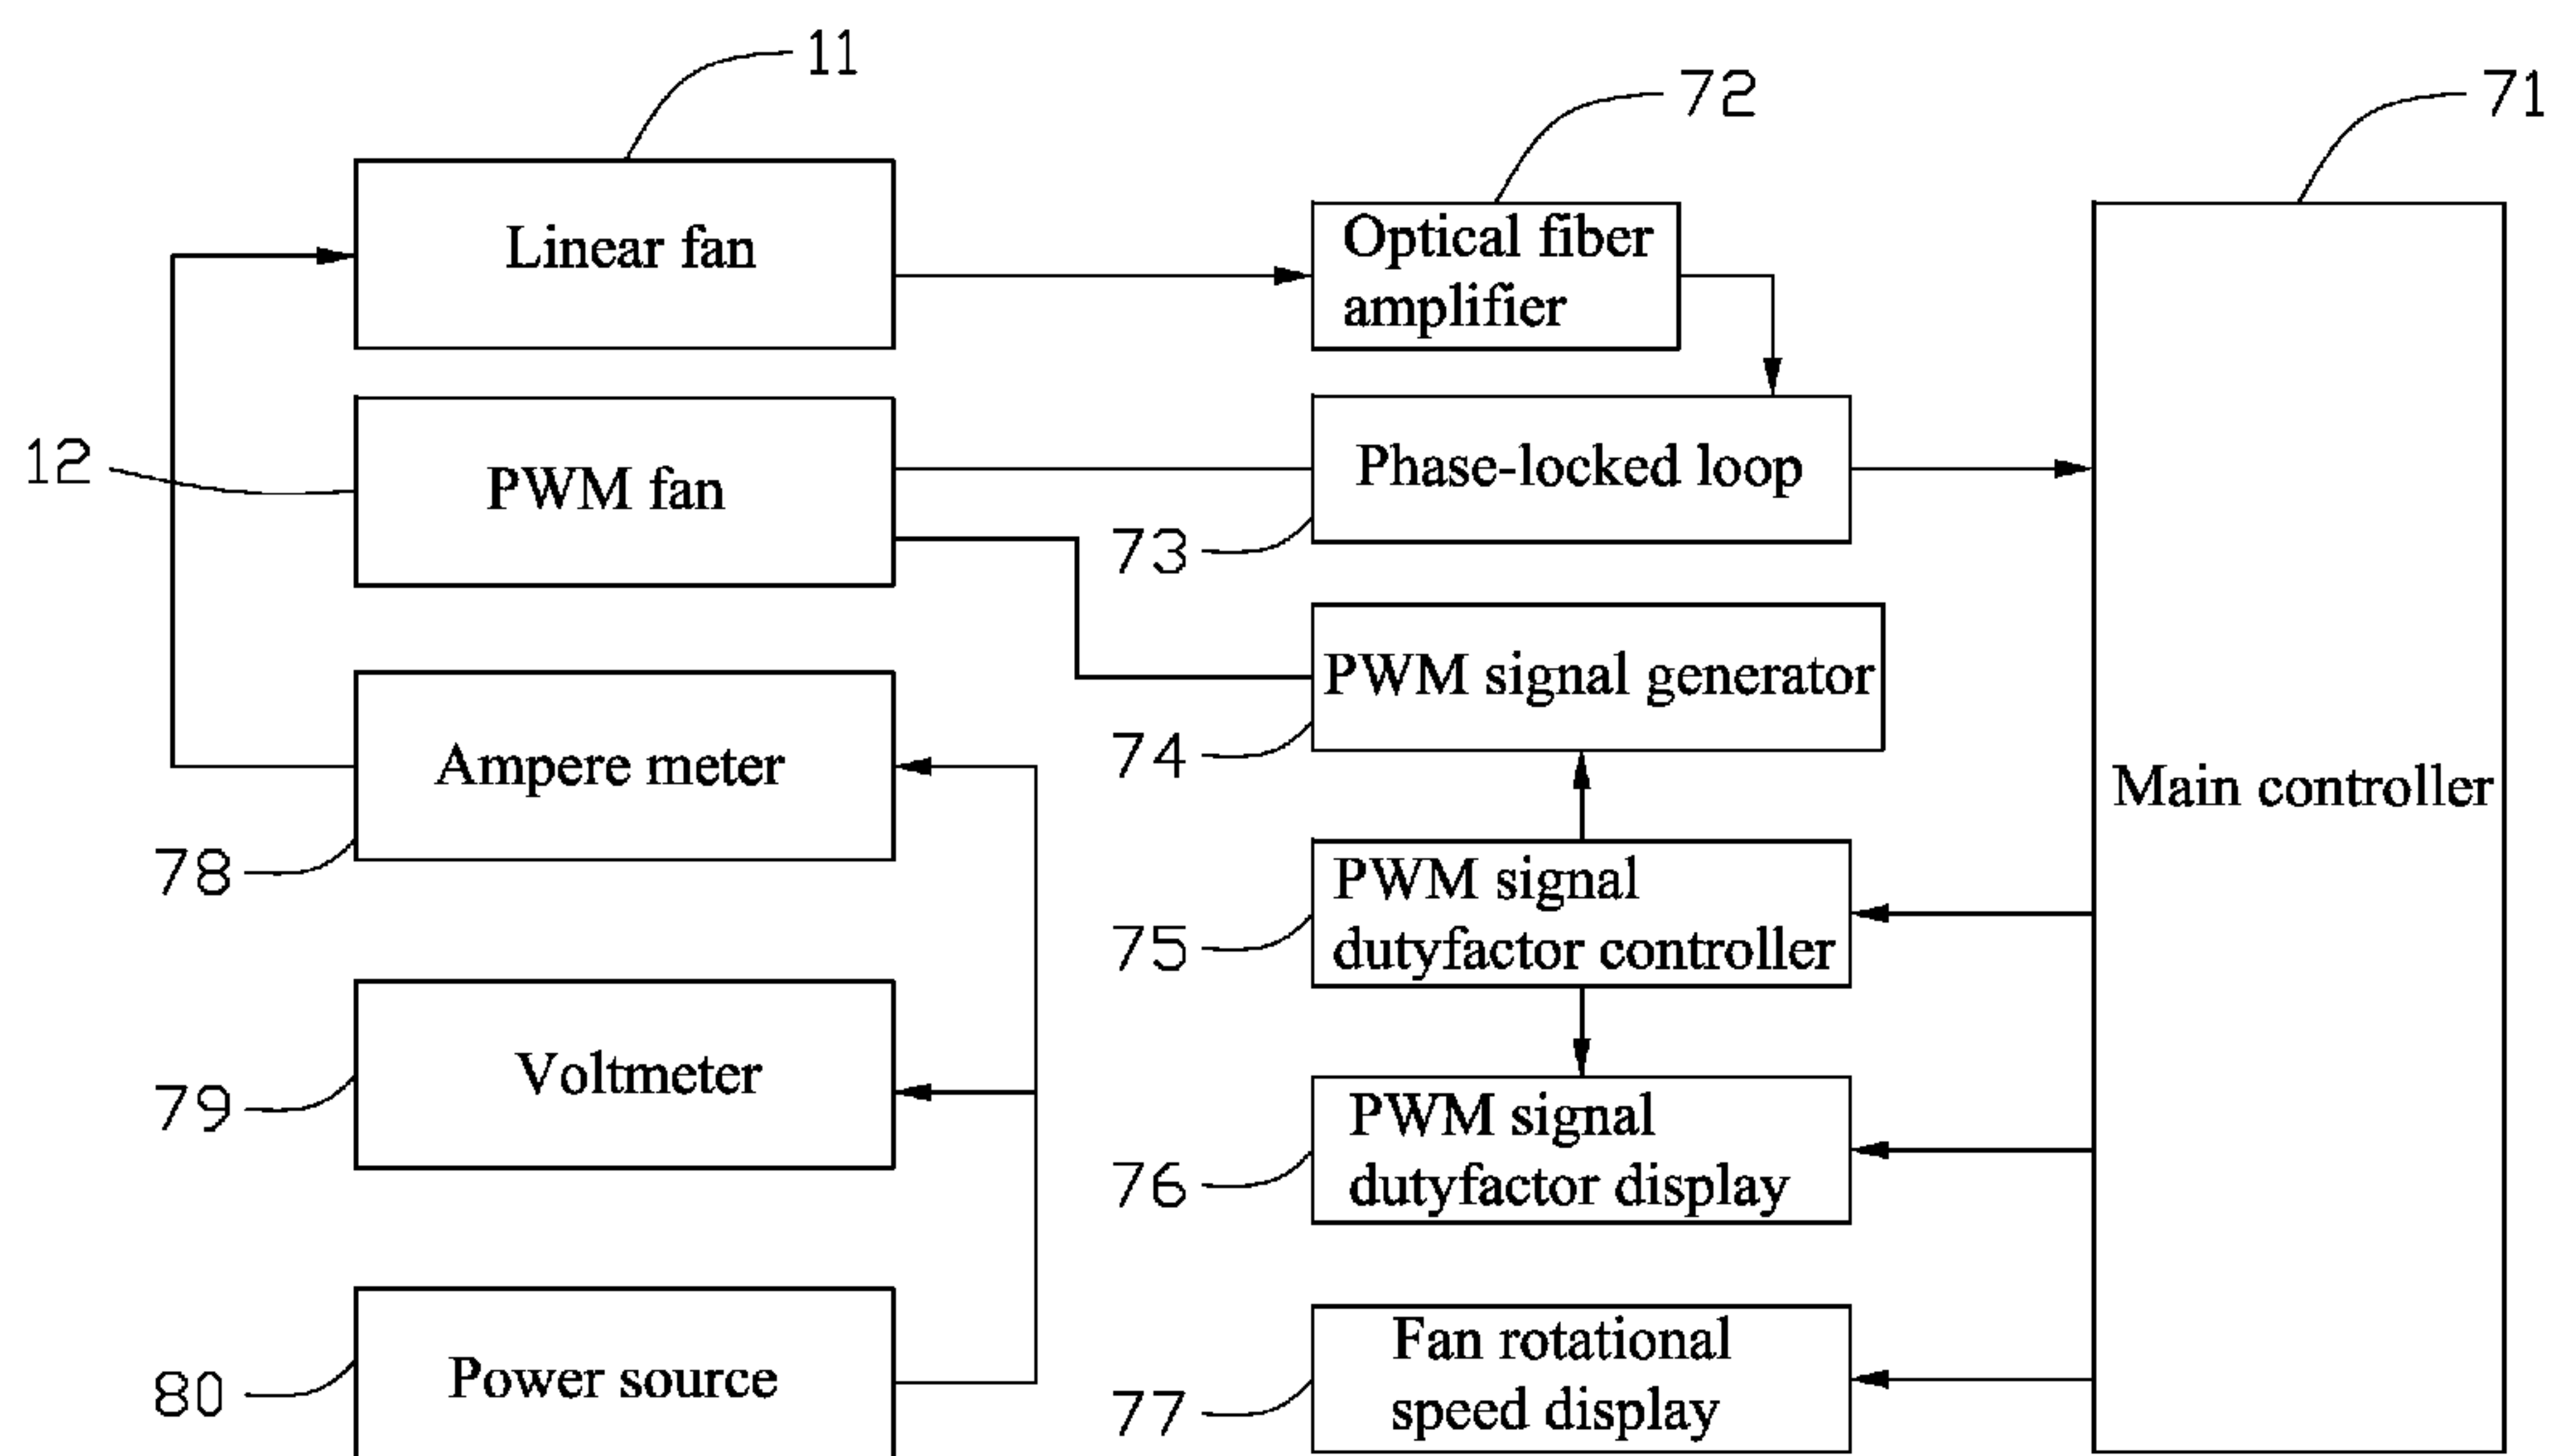 11
72
71
Linear fan
Optical fiber
amplifier
12
PWM fan
Phase-locked loop
73
PWM signal generator
74
Ampere meter
78
Main controller
PWM signal
dutyfactor controller
75
Voltmeter
79
PWM signal
dutyfactor display
76
Power source
80
Fan rotational
speed display
77